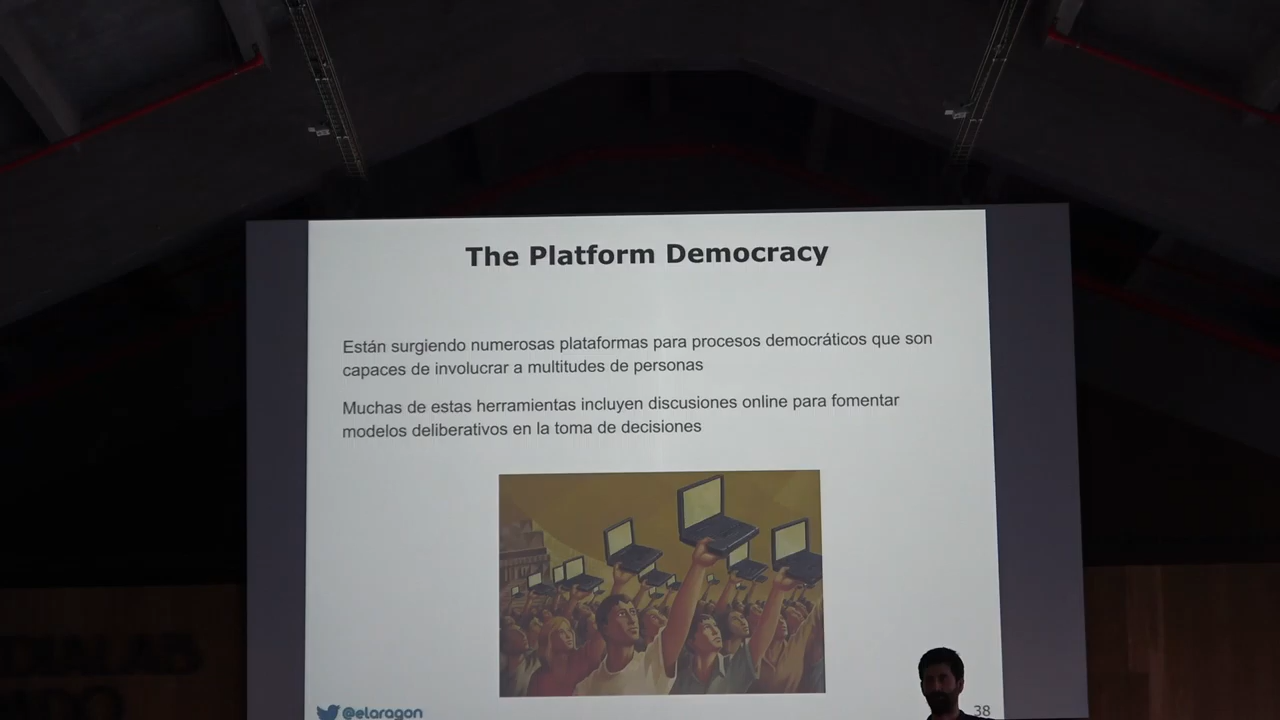 The Platform Democracy
Están surgiendo numerosas plataformas para procesos democráticos que son
capaces de involucrar a multitudes de personas
Muchas de estas herramientas incluyen discusiones online para fomentar
modelos deliberativos en la toma de decisiones
@elaragon
38